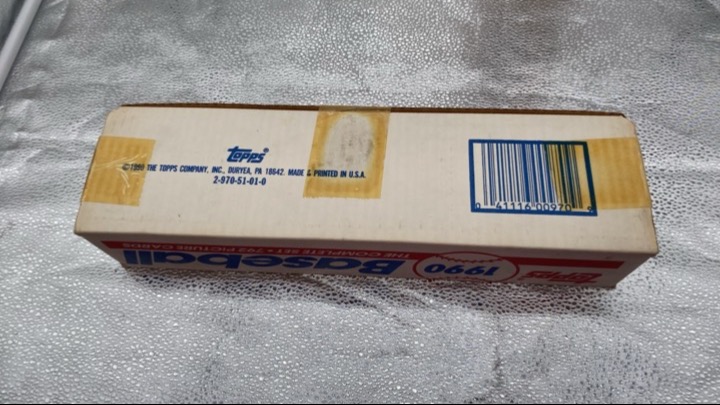 Topps®
©1990 THE TOPPS COMPANY, INC., DURYEA, PA 18642. MADE & PRINTED IN U.S.A.
2-970-51-01-0
0 41116 00970
Topps 1990 Baseball
THE COMPLETE SET • 792 PICTURE CARDS